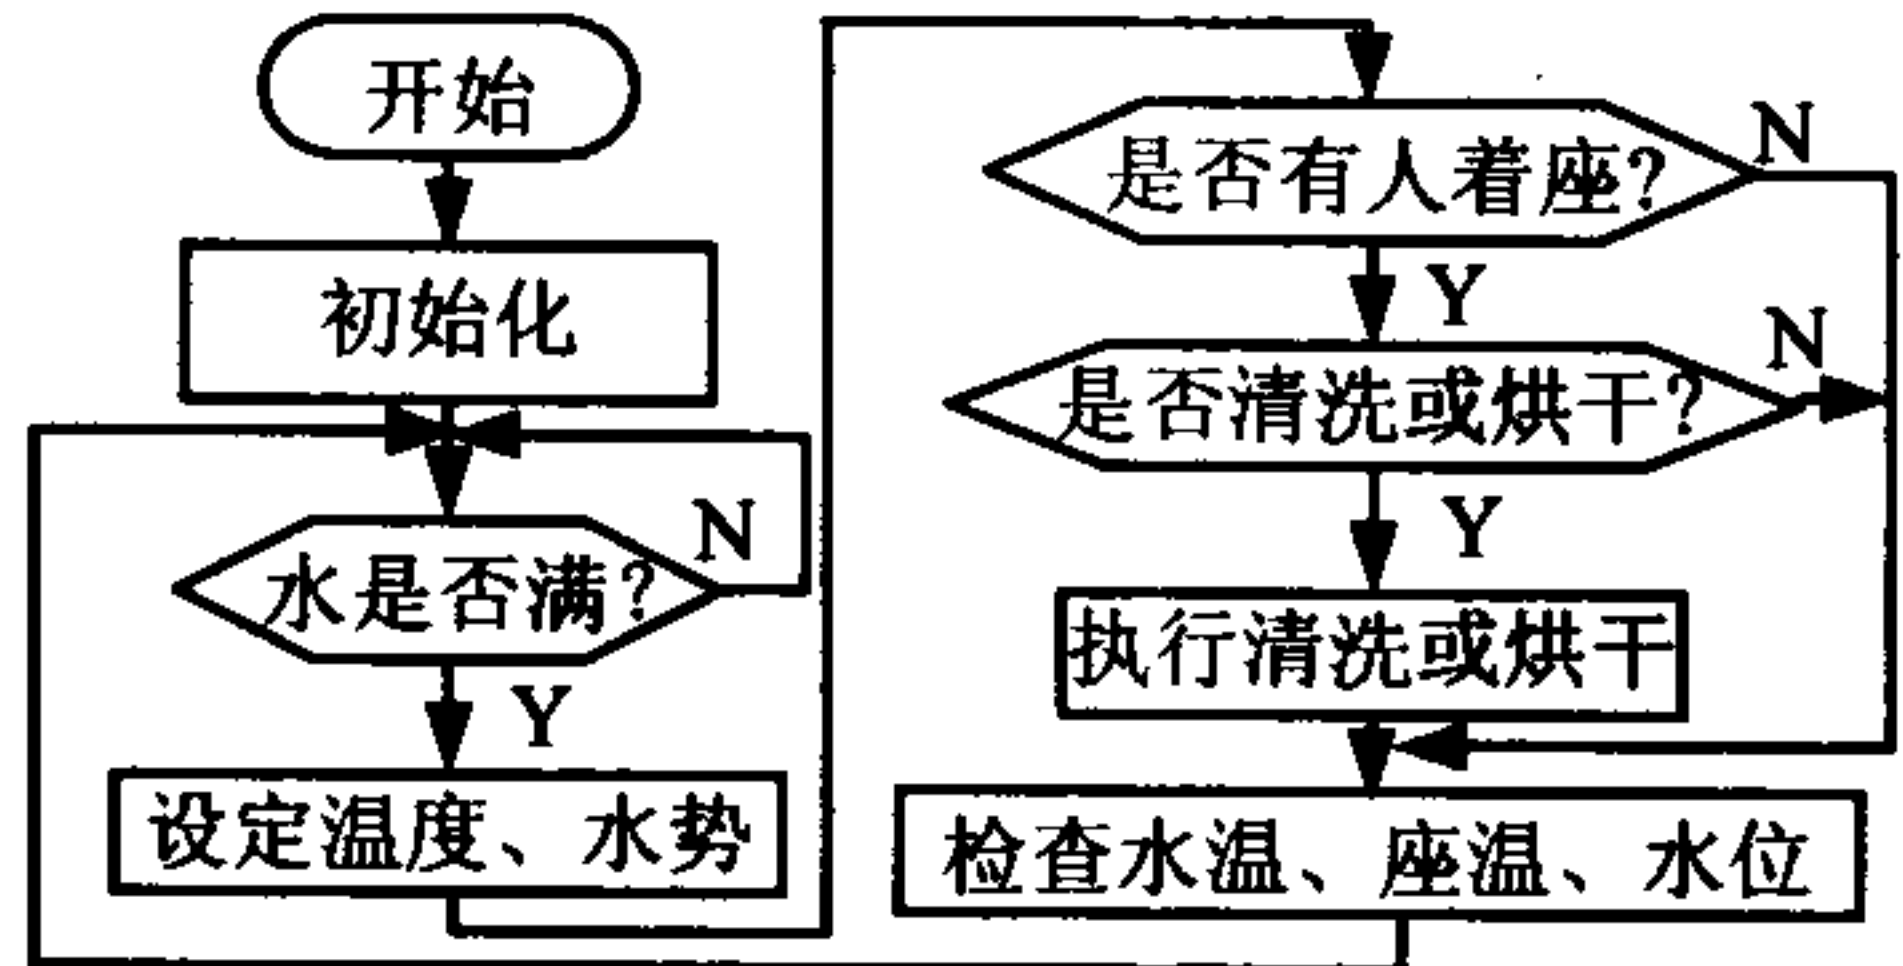 开始
初始化
水是否满?
N
Y
设定温度、水势
是否有人着座?
N
Y
是否清洗或烘干?
N
Y
执行清洗或烘干
检查水温、座温、水位